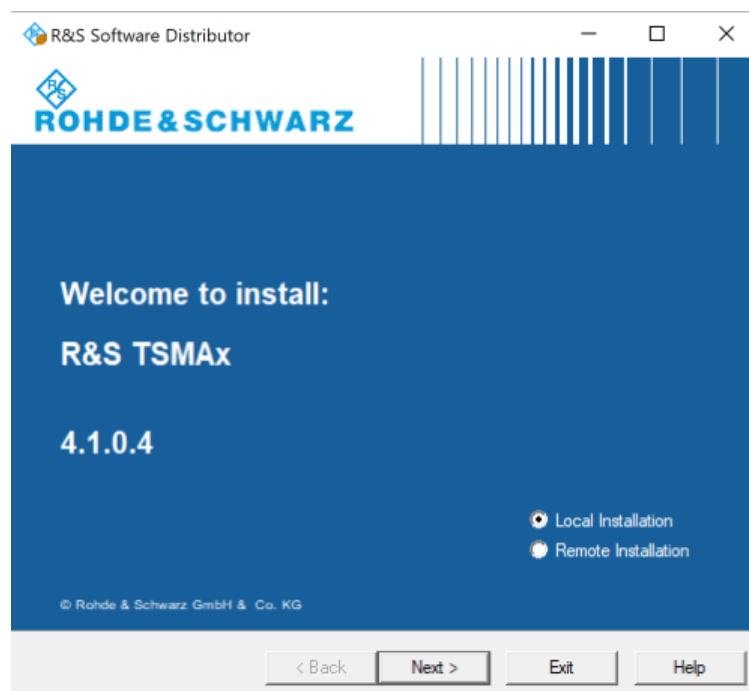 R&S Software Distributor
R&S
ROHDE&SCHWARZ
Welcome to install:
R&S TSMAx
4.1.0.4
Local Installation
Remote Installation
© Rohde & Schwarz GmbH & Co. KG
< Back
Next >
Exit
Help